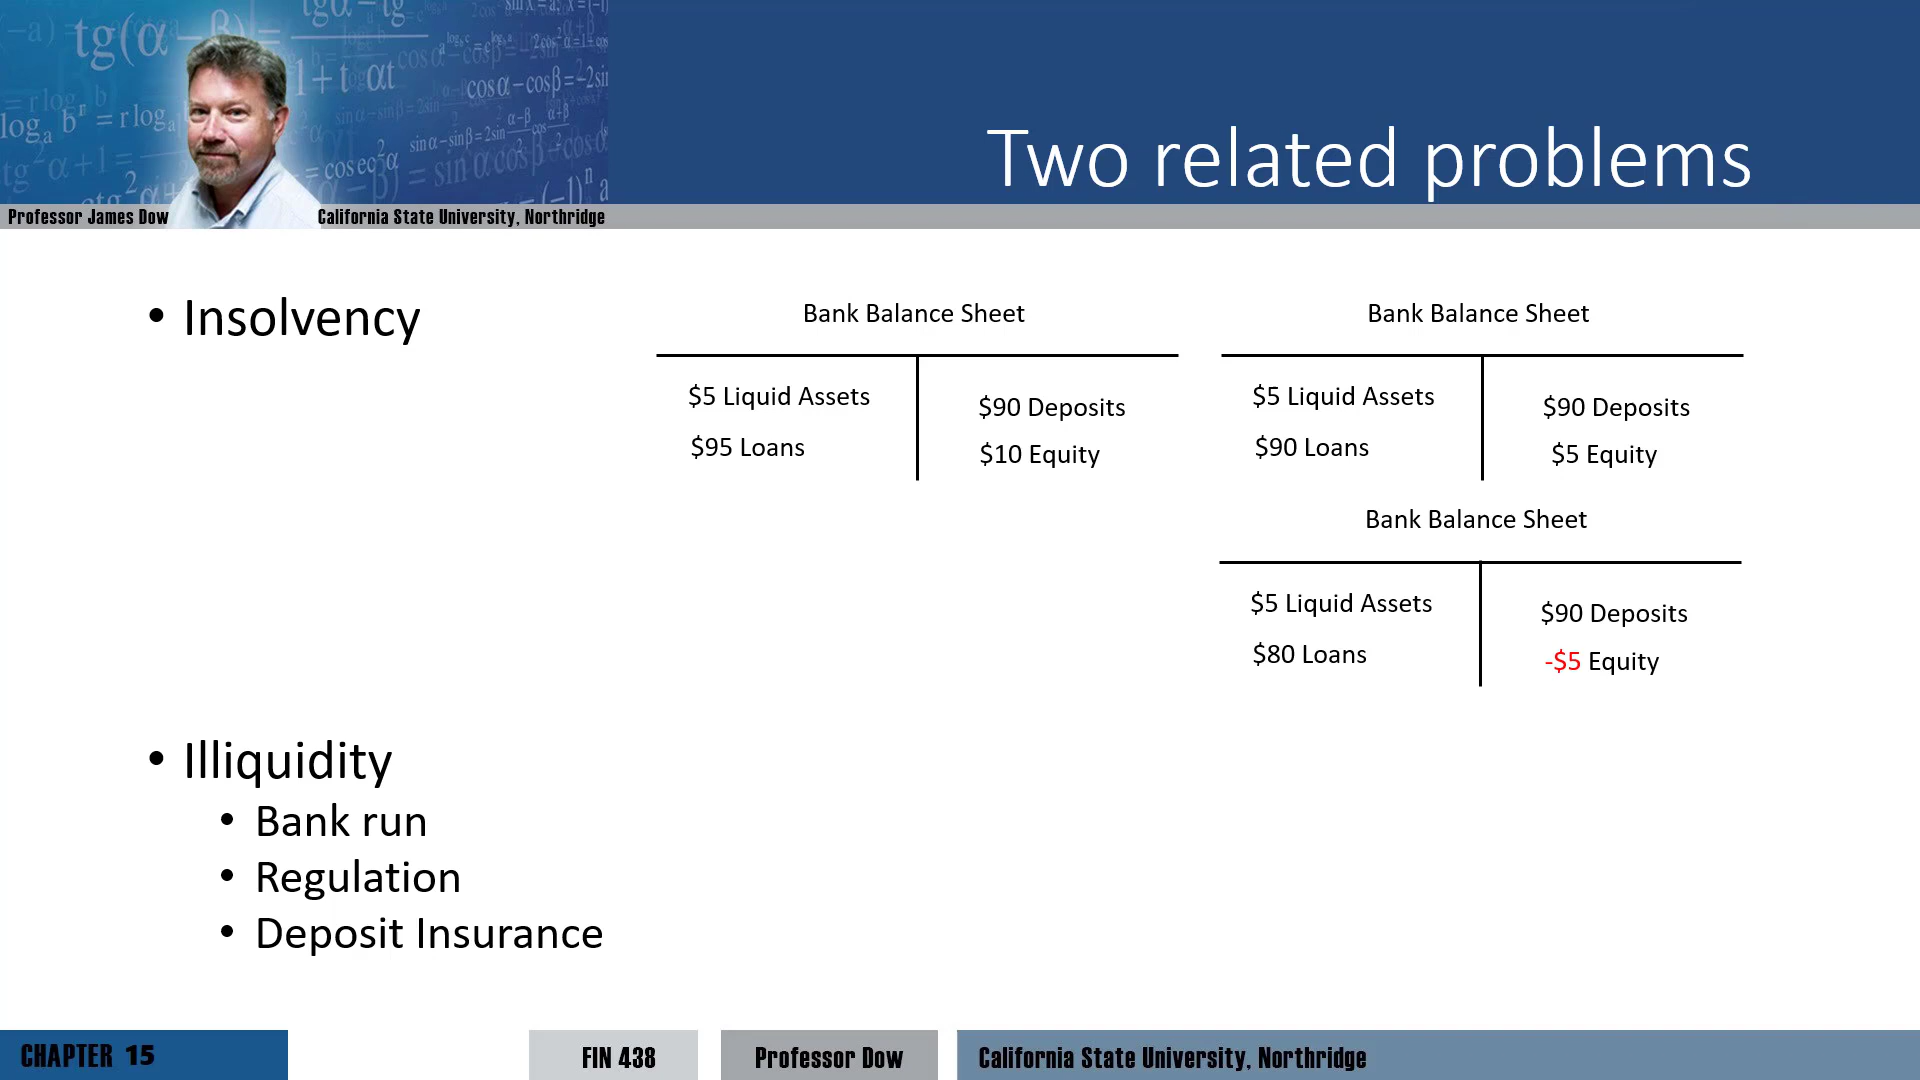 Two related problems
Professor James Dow
California State University, Northridge
• Insolvency
Bank Balance Sheet
$5 Liquid Assets
$95 Loans
$90 Deposits
$10 Equity
Bank Balance Sheet
$5 Liquid Assets
$90 Loans
$90 Deposits
$5 Equity
Bank Balance Sheet
$5 Liquid Assets
$80 Loans
$90 Deposits
-$5 Equity
• Illiquidity
• Bank run
• Regulation
• Deposit Insurance
CHAPTER 15
FIN 438
Professor Dow
California State University, Northridge